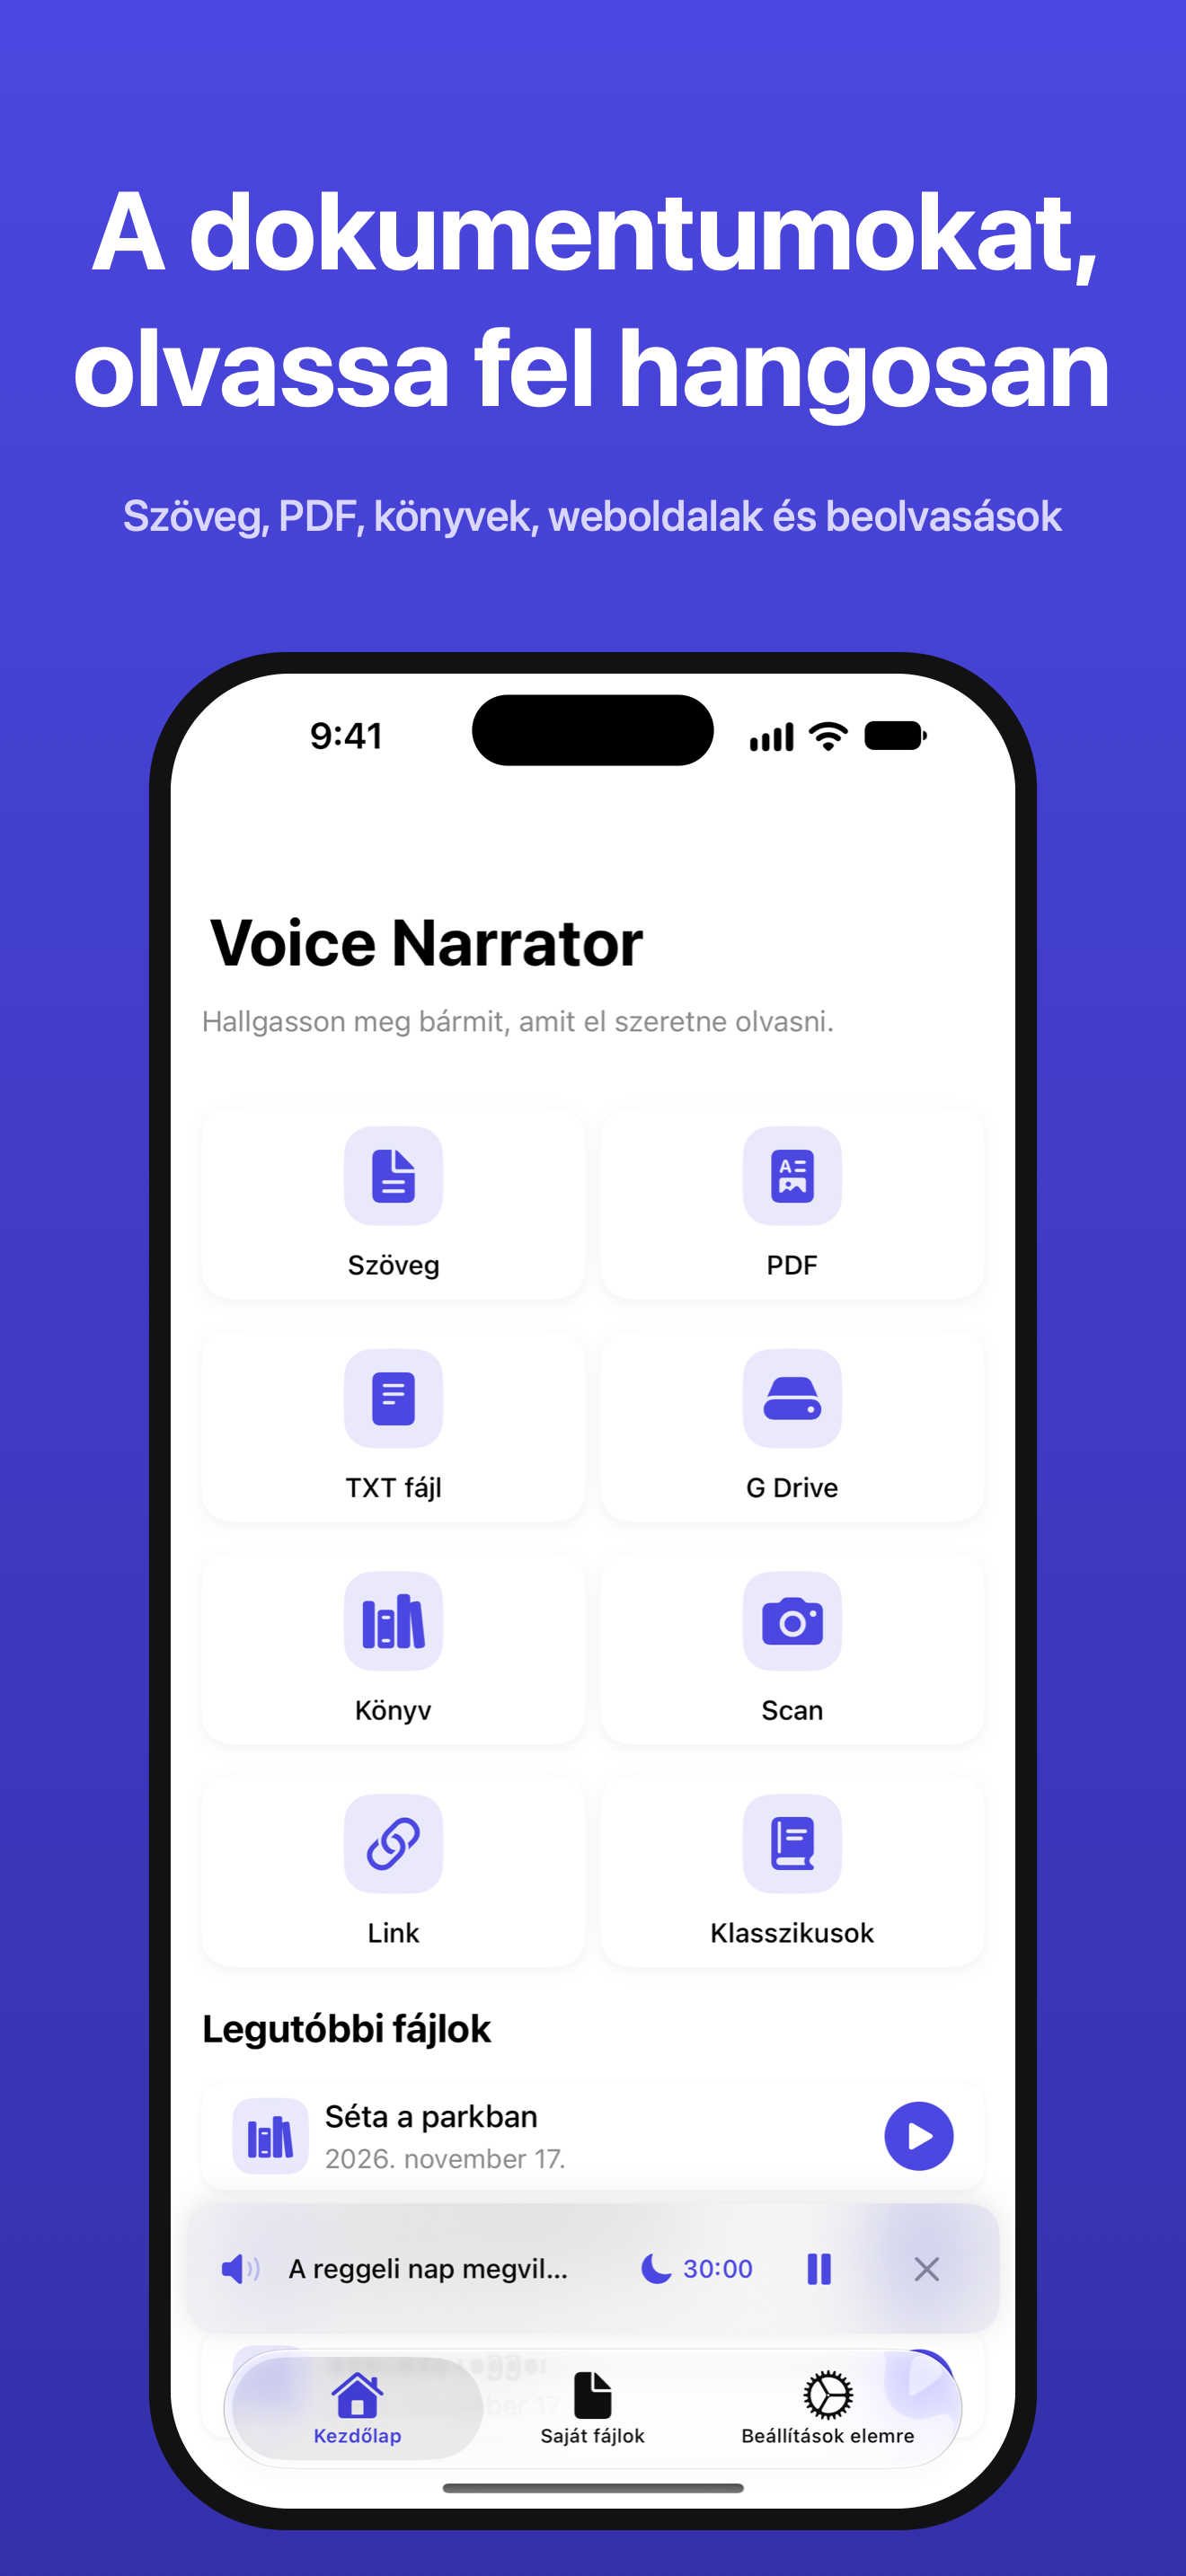 A dokumentumokat,
olvassa fel hangosan
Szöveg, PDF, könyvek, weboldalak és beolvasások
9:41
Voice Narrator
Hallgasson meg bármit, amit el szeretne olvasni.
Szöveg
PDF
TXT fájl
G Drive
Könyv
Scan
Link
Klasszikusok
Legutóbbi fájlok
Séta a parkban
2026. november 17.
A reggeli nap megvil...
30:00
Kezdőlap
Saját fájlok
Beállítások elemre